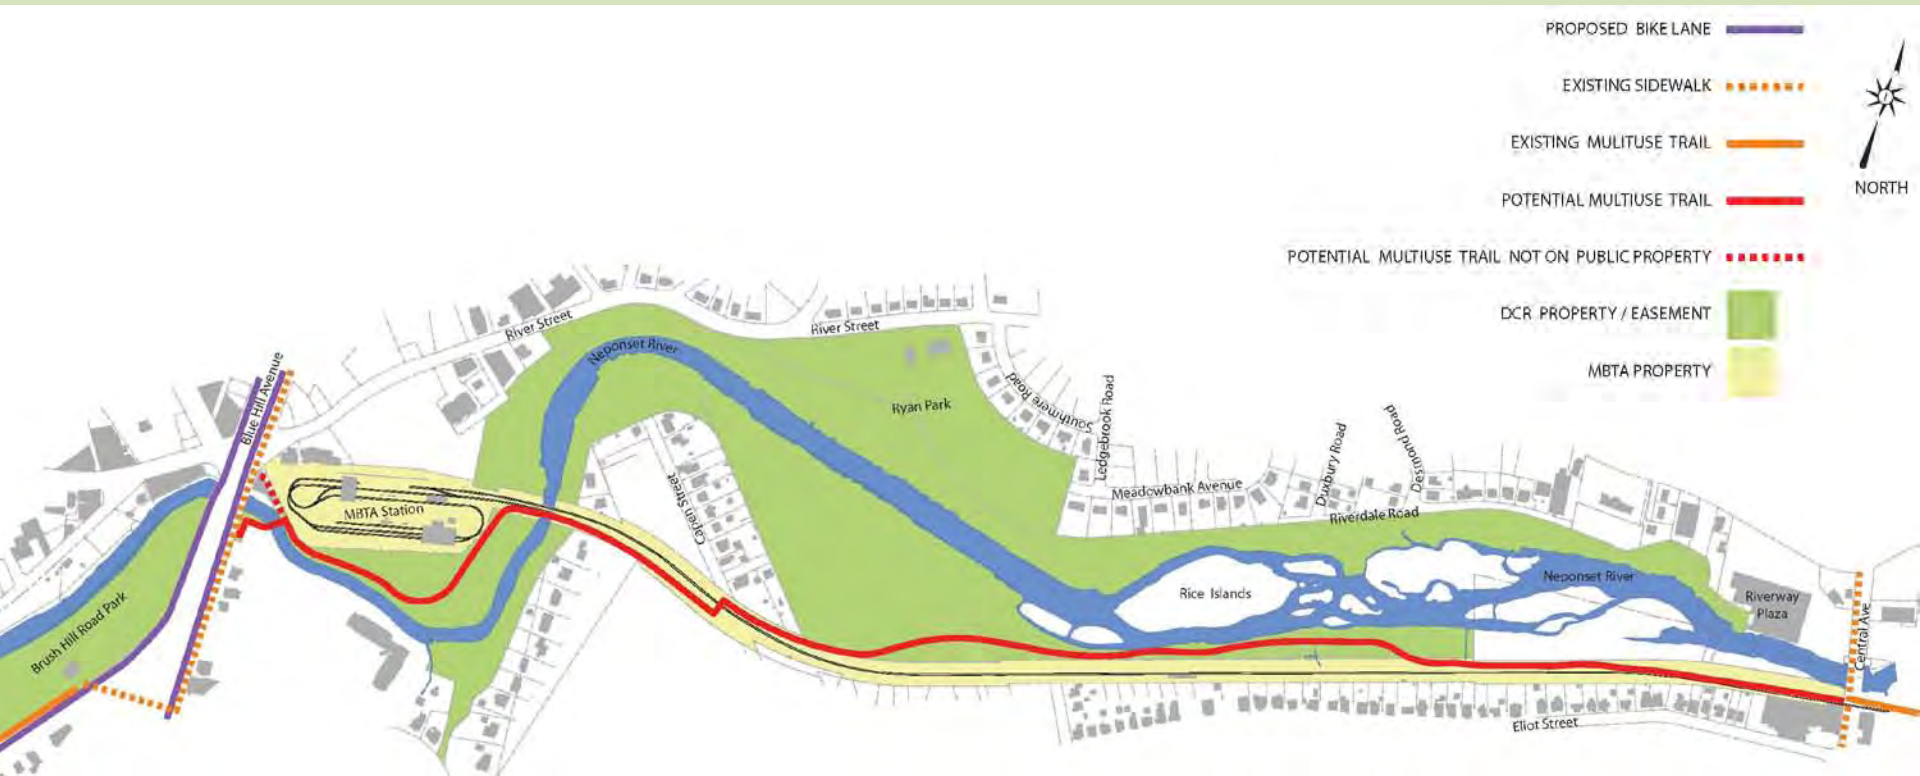 PROPOSED BIKE LANE
EXISTING SIDEWALK
EXISTING MULITUSE TRAIL
POTENTIAL MULTIUSE TRAIL
POTENTIAL MULTIUSE TRAIL NOT ON PUBLIC PROPERTY
DCR PROPERTY / EASEMENT
MBTA PROPERTY
NORTH
River Street
River Street
Neponset River
Blue Hill Avenue
Ryan Park
Southmere Road
Ledgebrook Road
Duxbury Road
Desmond Road
Meadowbank Avenue
Riverdale Road
Capen Street
MBTA Station
Rice Islands
Neponset River
Riverway
Plaza
Central Ave
Brush Hill Road Park
Eliot Street